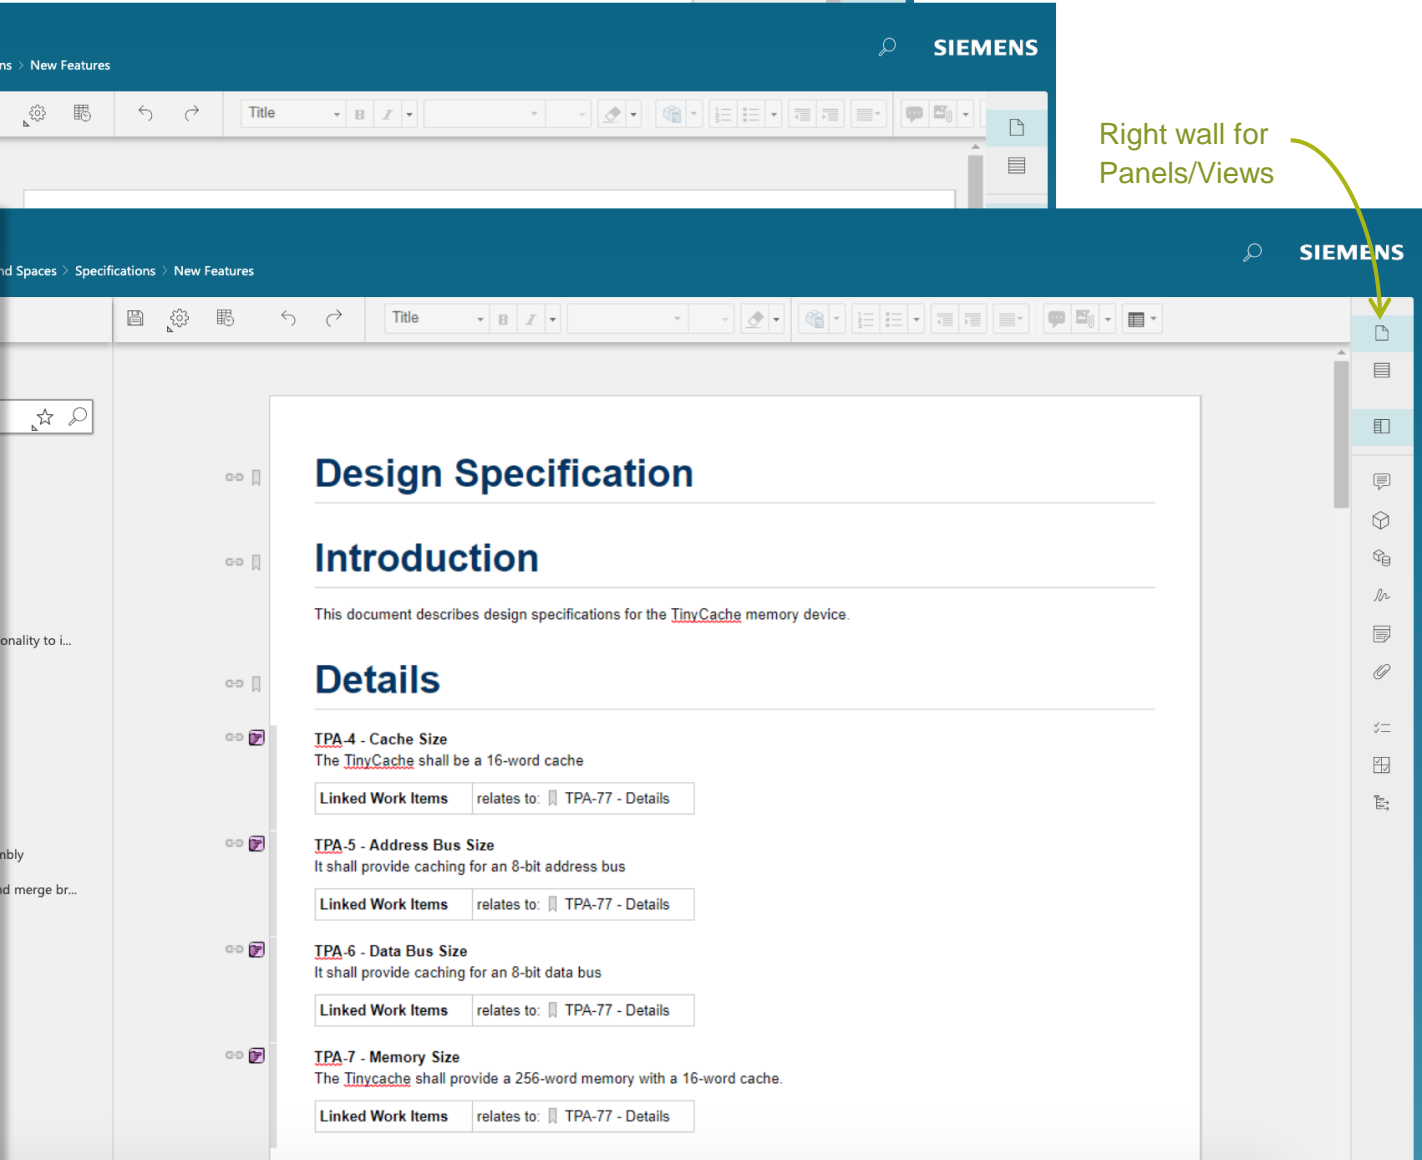 SIEMENS
ns > New Features
Title
B I
Right wall for
Panels/Views
SIEMENS
nd Spaces > Specifications > New Features
Title
B I
Design Specification
Introduction
This document describes design specifications for the TinyCache memory device.
onality to i...
Details
TPA-4 - Cache Size
The TinyCache shall be a 16-word cache
Linked Work Items relates to: TPA-77 - Details
TPA-5 - Address Bus Size
It shall provide caching for an 8-bit address bus
mbly
Linked Work Items relates to: TPA-77 - Details
nd merge br...
TPA-6 - Data Bus Size
It shall provide caching for an 8-bit data bus
Linked Work Items relates to: TPA-77 - Details
TPA-7 - Memory Size
The Tinycache shall provide a 256-word memory with a 16-word cache.
Linked Work Items relates to: TPA-77 - Details